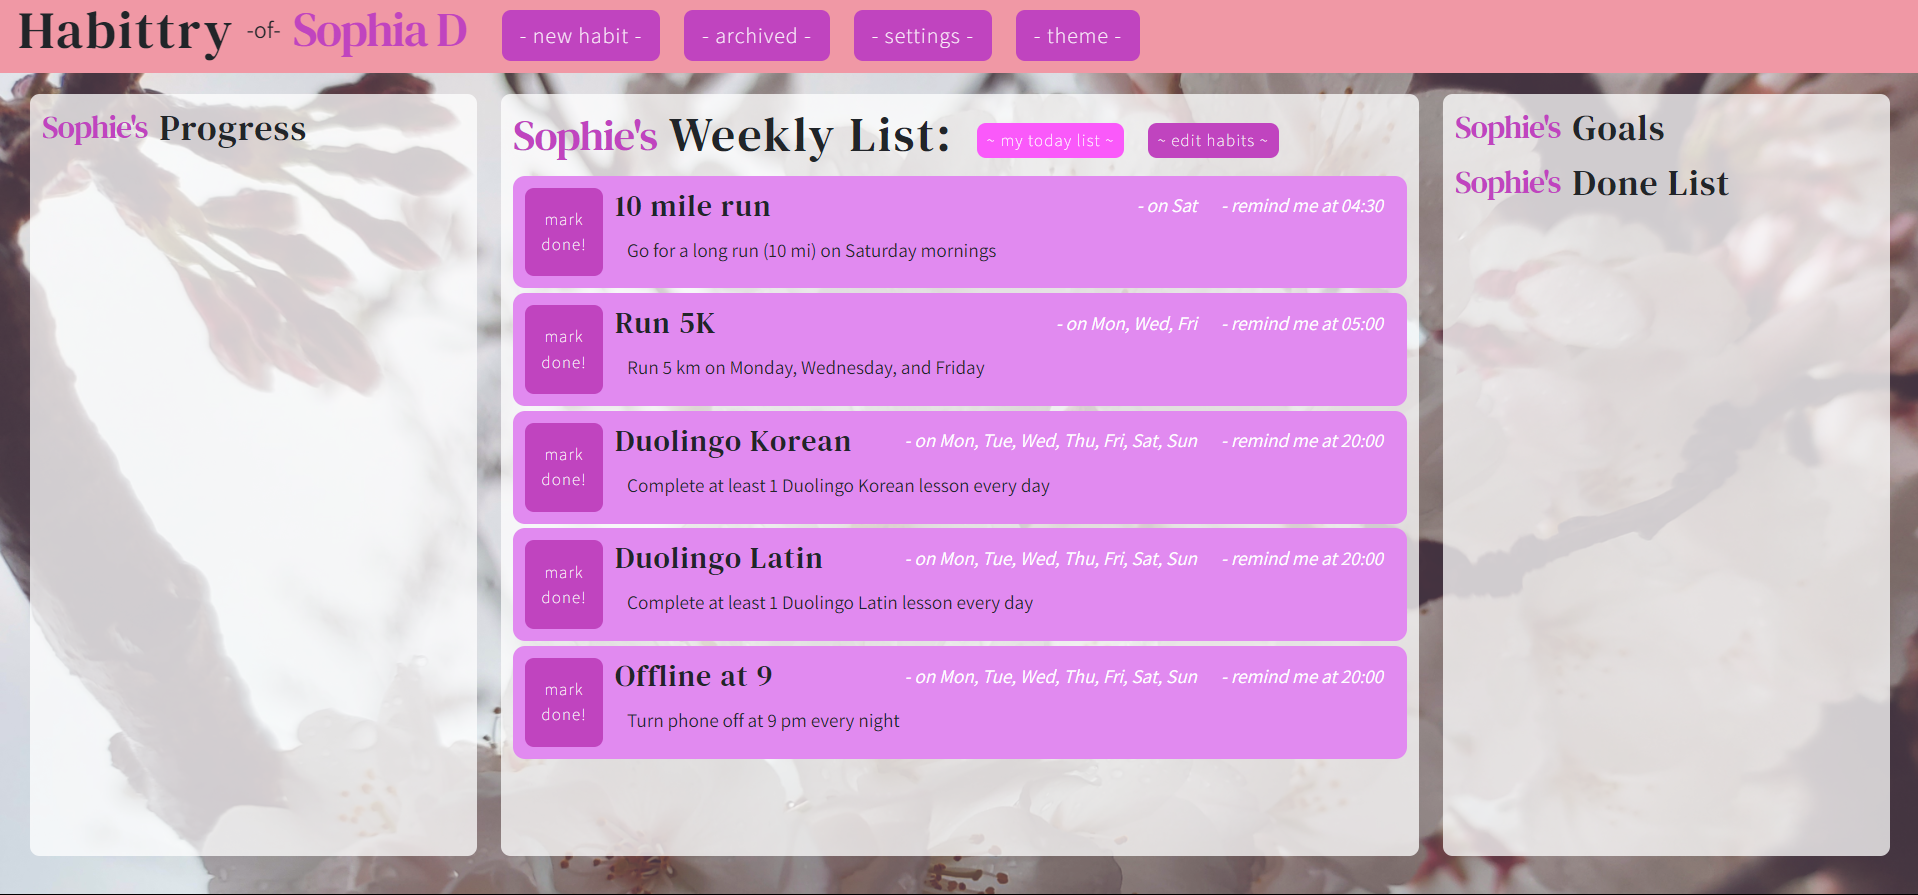 Habittry -of- Sophia D - new habit - - archived - - settings - - theme -
Sophie's Progress
Sophie's Weekly List: ~ my today list ~ ~ edit habits ~
mark done! 10 mile run - on Sat - remind me at 04:30
Go for a long run (10 mi) on Saturday mornings
mark done! Run 5K - on Mon, Wed, Fri - remind me at 05:00
Run 5 km on Monday, Wednesday, and Friday
mark done! Duolingo Korean - on Mon, Tue, Wed, Thu, Fri, Sat, Sun - remind me at 20:00
Complete at least 1 Duolingo Korean lesson every day
mark done! Duolingo Latin - on Mon, Tue, Wed, Thu, Fri, Sat, Sun - remind me at 20:00
Complete at least 1 Duolingo Latin lesson every day
mark done! Offline at 9 - on Mon, Tue, Wed, Thu, Fri, Sat, Sun - remind me at 20:00
Turn phone off at 9 pm every night
Sophie's Goals
Sophie's Done List